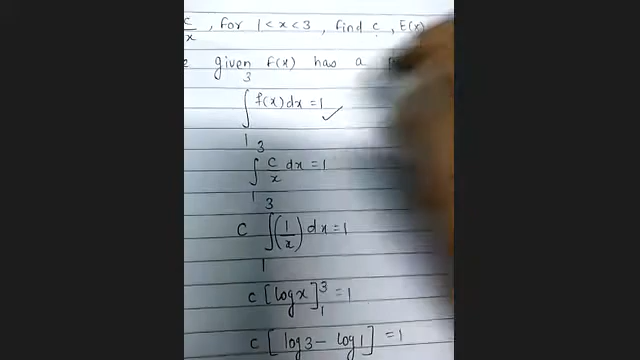 c/x , for 1 < x < 3 , find c , E(x)
given f(x) has a
∫₁³ f(x) dx = 1 ✓
∫₁³ c/x dx = 1
c ∫₁³ (1/x) dx = 1
c [log x]₁³ = 1
c [log 3 - log 1] = 1